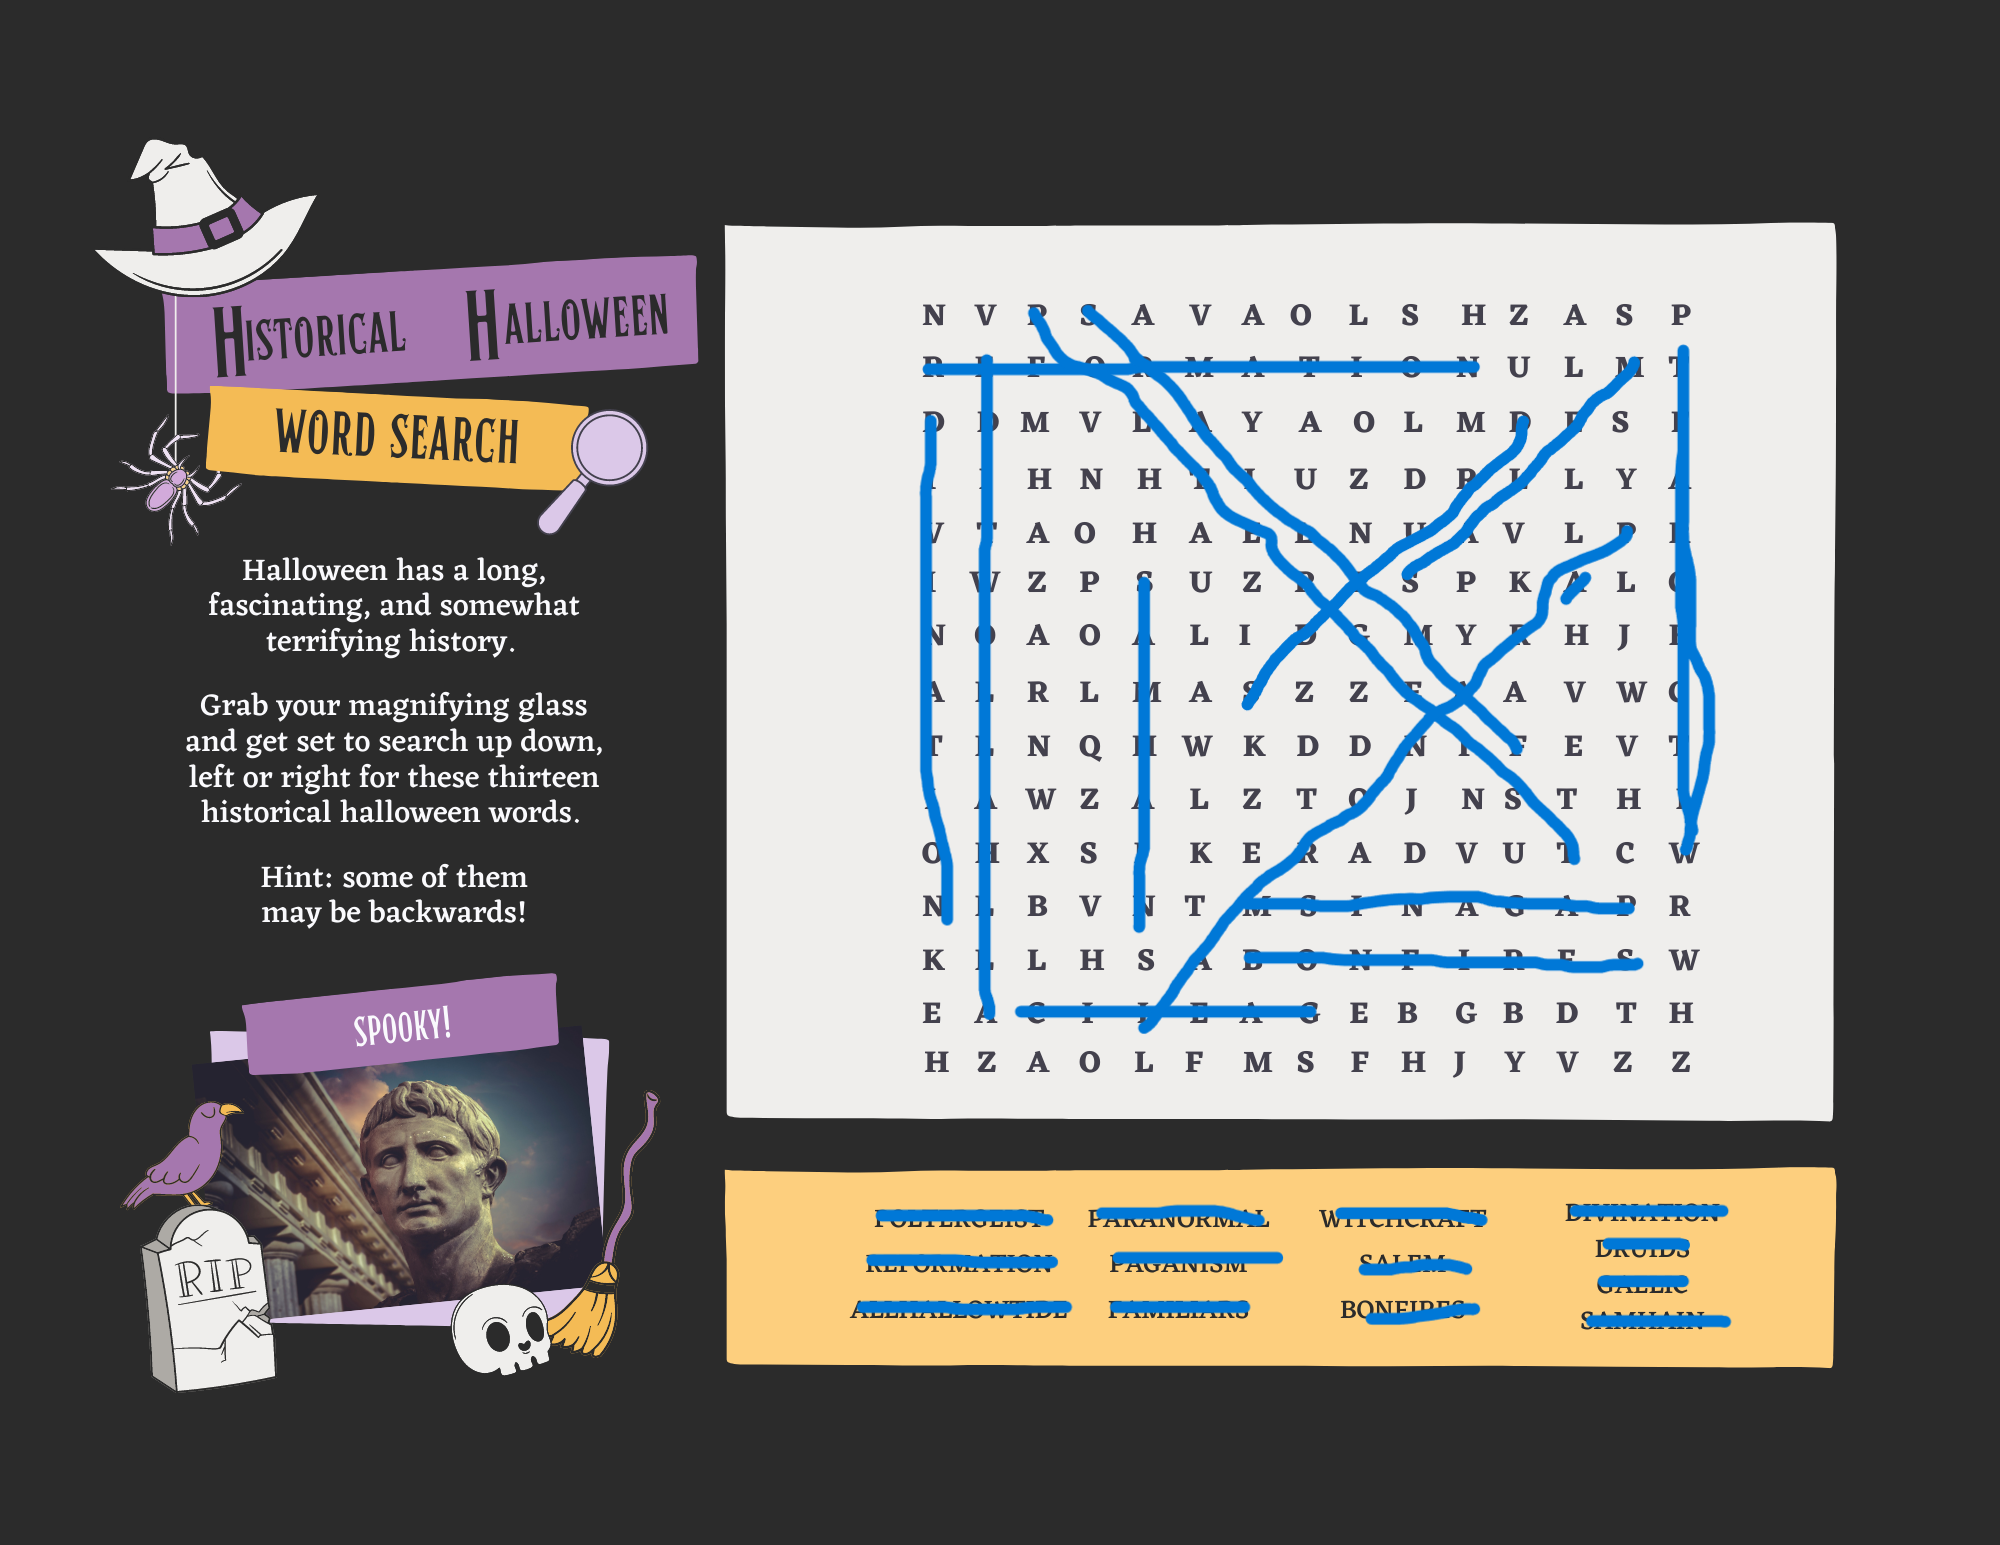 HISTORICAL HALLOWEEN
WORD SEARCH
Halloween has a long,
fascinating, and somewhat
terrifying history.
Grab your magnifying glass
and get set to search up down,
left or right for these thirteen
historical halloween words.
Hint: some of them
may be backwards!
SPOOKY!
RIP
N V P S A V A O L S H Z A S P
R E F O R M A T I O N U L M T
D D M V L A Y A O L M D E S F
I I H N H T I U Z D R L L Y A
V T A O H A E L N U A V L P R
I W Z P S U Z R I S P K A L C
N O A O A L I D G M Y R H J H
A L R L M A S Z Z E A A V W C
T L N Q H W K D D N I F E V T
I A W Z A L Z T O J N S T H I
O H X S I K E R A D V U T C W
N L B V N T M S I N A G A P R
K L L H S A B O N F I R E S W
E A C I L E A G E B G B D T H
H Z A O L F M S F H J Y V Z Z
POLTERGEIST PARANORMAL WITCHCRAFT DIVINATION
DRUIDS
REFORMATION PAGANISM SALEM
GAELIC
ALLHALLOWTIDE FAMILIARS BONFIRES
SAMHAIN